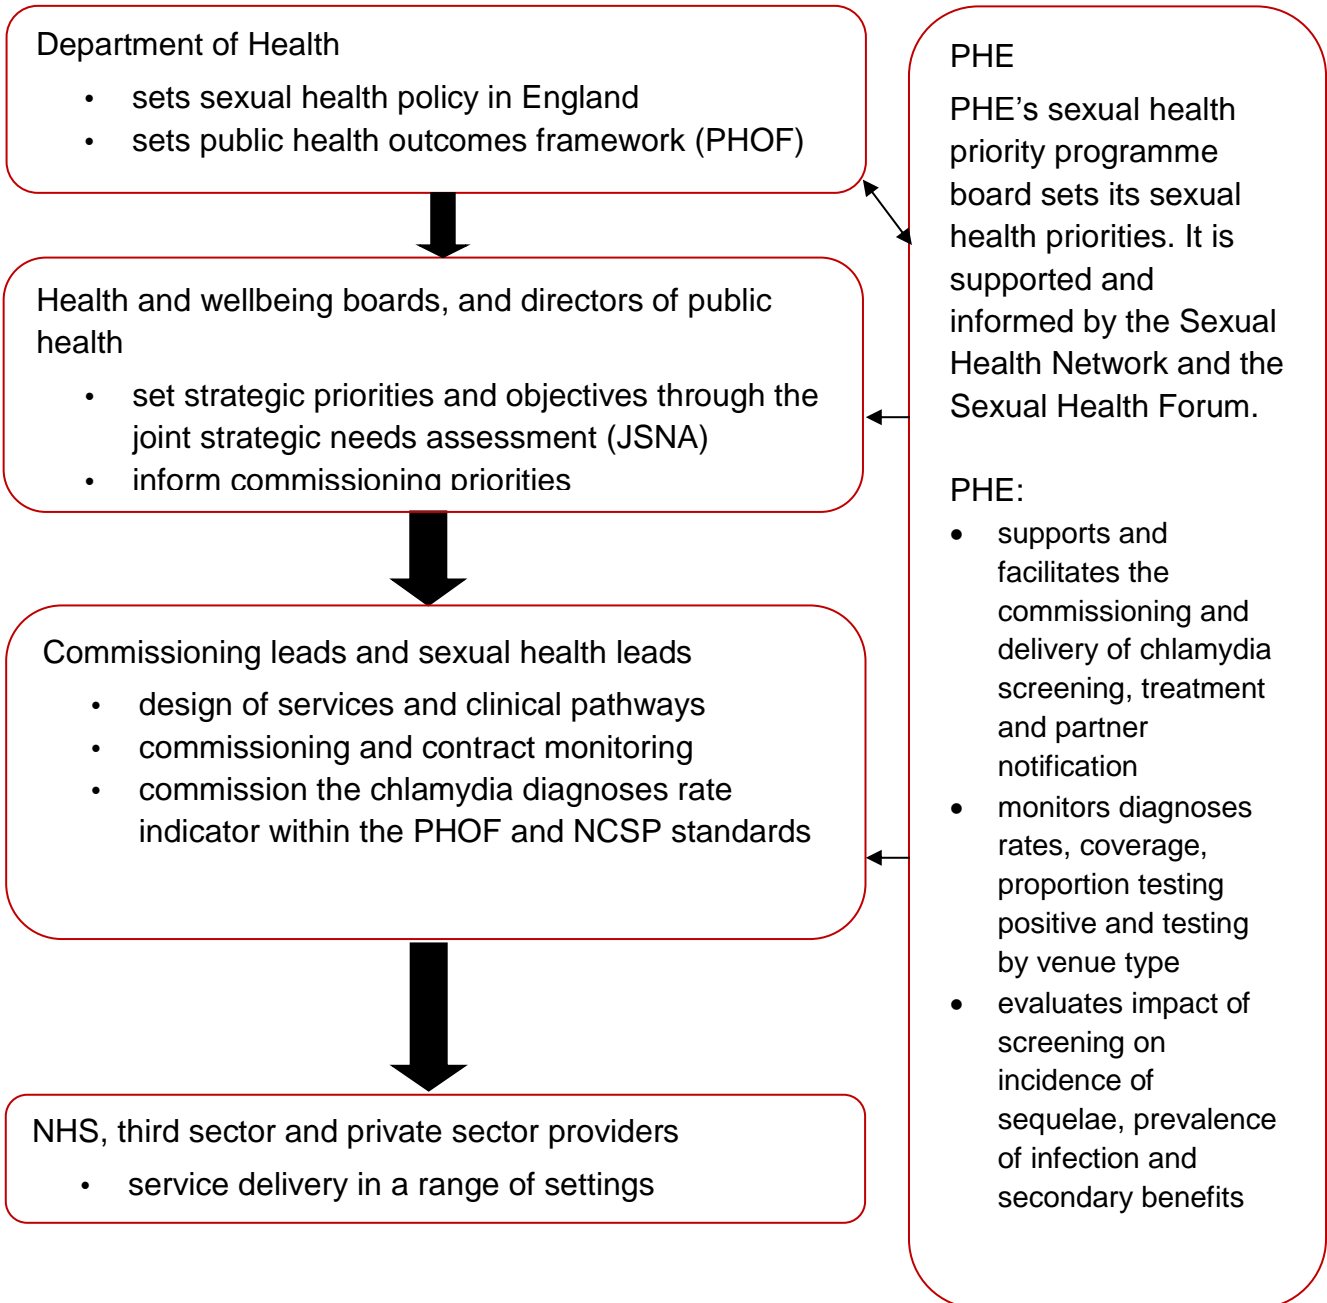 Department of Health
• sets sexual health policy in England
• sets public health outcomes framework (PHOF)
Health and wellbeing boards, and directors of public
health
• set strategic priorities and objectives through the
joint strategic needs assessment (JSNA)
• inform commissioning priorities
Commissioning leads and sexual health leads
• design of services and clinical pathways
• commissioning and contract monitoring
• commission the chlamydia diagnoses rate
indicator within the PHOF and NCSP standards
NHS, third sector and private sector providers
• service delivery in a range of settings
PHE
PHE’s sexual health
priority programme
board sets its sexual
health priorities. It is
supported and
informed by the Sexual
Health Network and the
Sexual Health Forum.
PHE:
• supports and
facilitates the
commissioning and
delivery of chlamydia
screening, treatment
and partner
notification
• monitors diagnoses
rates, coverage,
proportion testing
positive and testing
by venue type
• evaluates impact of
screening on
incidence of
sequelae, prevalence
of infection and
secondary benefits